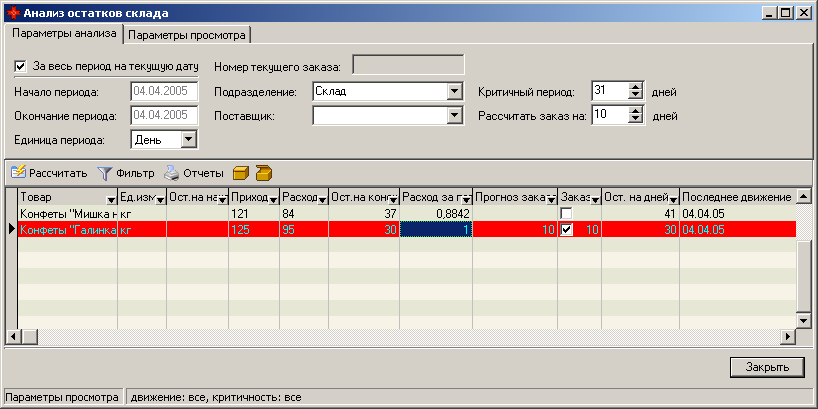 Анализ остатков склада
Параметры анализа Параметры просмотра
За весь период на текущую дату Номер текущего заказа:
Начало периода: 04.04.2005 Подразделение: Склад Критичный период: 31 дней
Окончание периода: 04.04.2005 Поставщик: Рассчитать заказ на: 10 дней
Единица периода: День
Рассчитать Фильтр Отчеты
Товар Ед.изм Ост.на на Приход Расход Ост.на кон Расход за г Прогноз зака Заказ Ост. на дней Последнее движение
Конфеты "Мишка н кг 121 84 37 0,8842 41 04.04.05
Конфеты "Галинка кг 125 95 30 1 10 10 30 04.04.05
Закрыть
Параметры просмотра движение: все, критичность: все